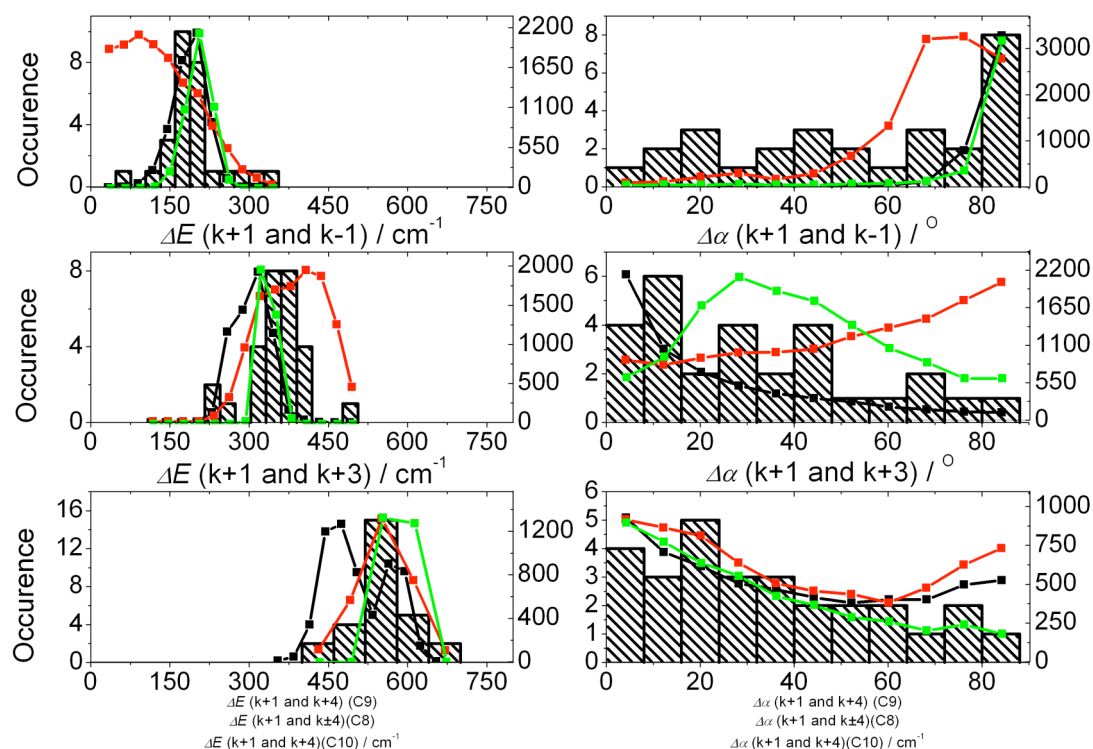 Occurence
8
4
0
2200
1650
1100
550
0
0 150 300 450 600 750
ΔE (k+1 and k-1) / cm⁻¹
8
6
4
2
0
3000
2000
1000
0
0 20 40 60 80
Δα (k+1 and k-1) / °
Occurence
8
4
0
2000
1500
1000
500
0
0 150 300 450 600 750
ΔE (k+1 and k+3) / cm⁻¹
6
4
2
0
2200
1650
1100
550
0
0 20 40 60 80
Δα (k+1 and k+3) / °
Occurence
16
12
8
4
0
1200
800
400
0
0 150 300 450 600 750
ΔE (k+1 and k+4) (C9)
ΔE (k+1 and k±4)(C8)
ΔE (k+1 and k+4)(C10) / cm⁻¹
6
5
4
3
2
1
0
1000
750
500
250
0
0 20 40 60 80
Δα (k+1 and k+4) (C9)
Δα (k+1 and k±4)(C8)
Δα (k+1 and k+4)(C10) / cm⁻¹